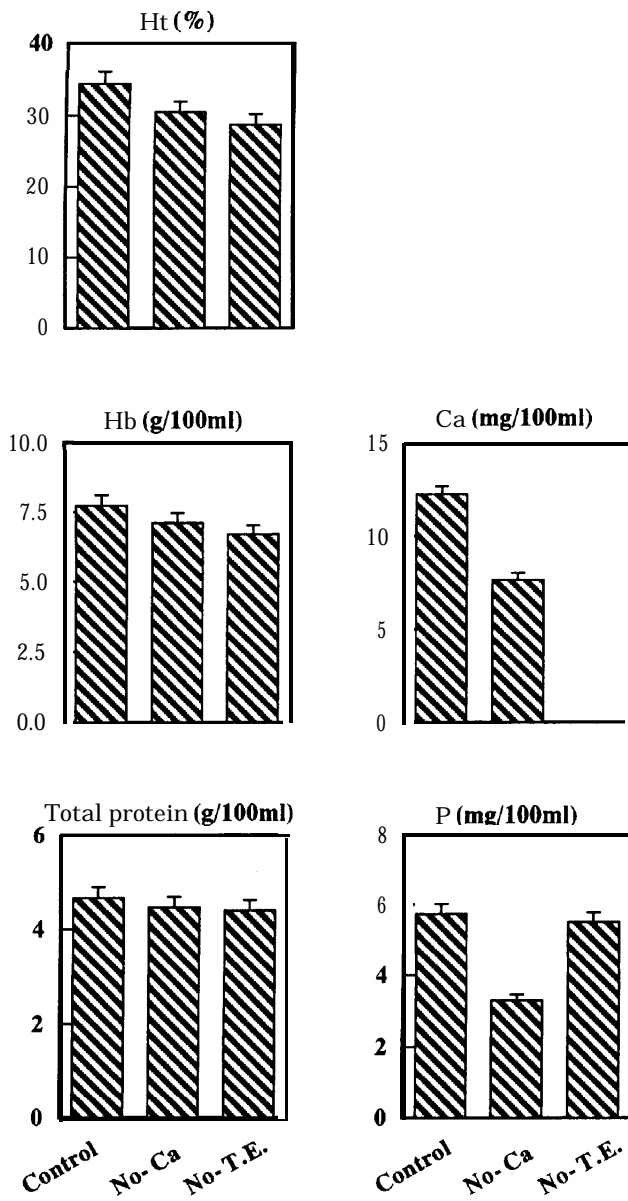 Ht (%)
40
30
20
10
0
Hb (g/100ml)
10.0
7.5
5.0
2.5
0.0
Ca (mg/100ml)
15
10
5
0
Total protein (g/100ml)
6
4
2
0
Control
No- Ca
No- T.E.
P (mg/100ml)
8
6
4
2
0
Control
No- Ca
No- T.E.